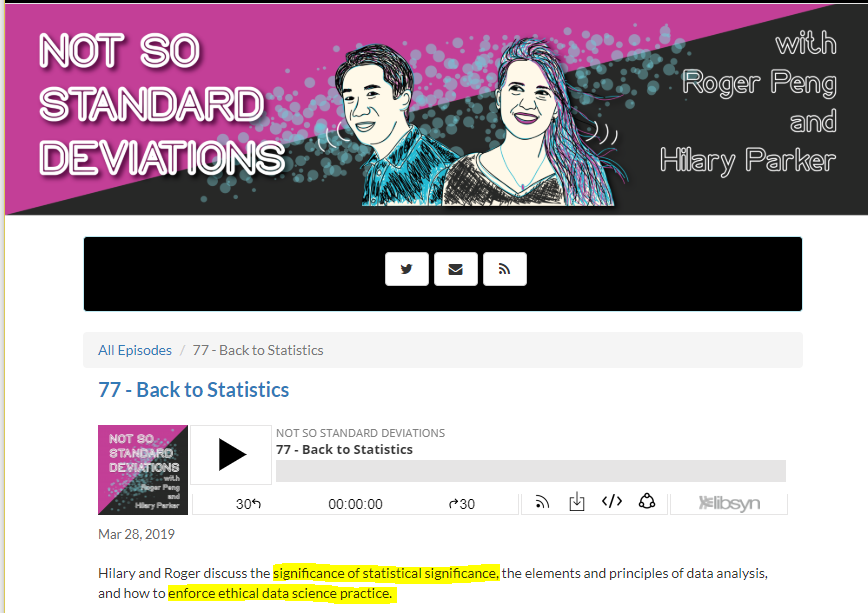 NOT SO
STANDARD
DEVIATIONS
with
Roger Peng
and
Hilary Parker
All Episodes / 77 - Back to Statistics
77 - Back to Statistics
NOT SO
STANDARD
DEVIATIONS
with
Roger Peng
and
Hilary Parker
NOT SO STANDARD DEVIATIONS
77 - Back to Statistics
30
00:00:00
30
libsyn
Mar 28, 2019
Hilary and Roger discuss the significance of statistical significance, the elements and principles of data analysis,
and how to enforce ethical data science practice.